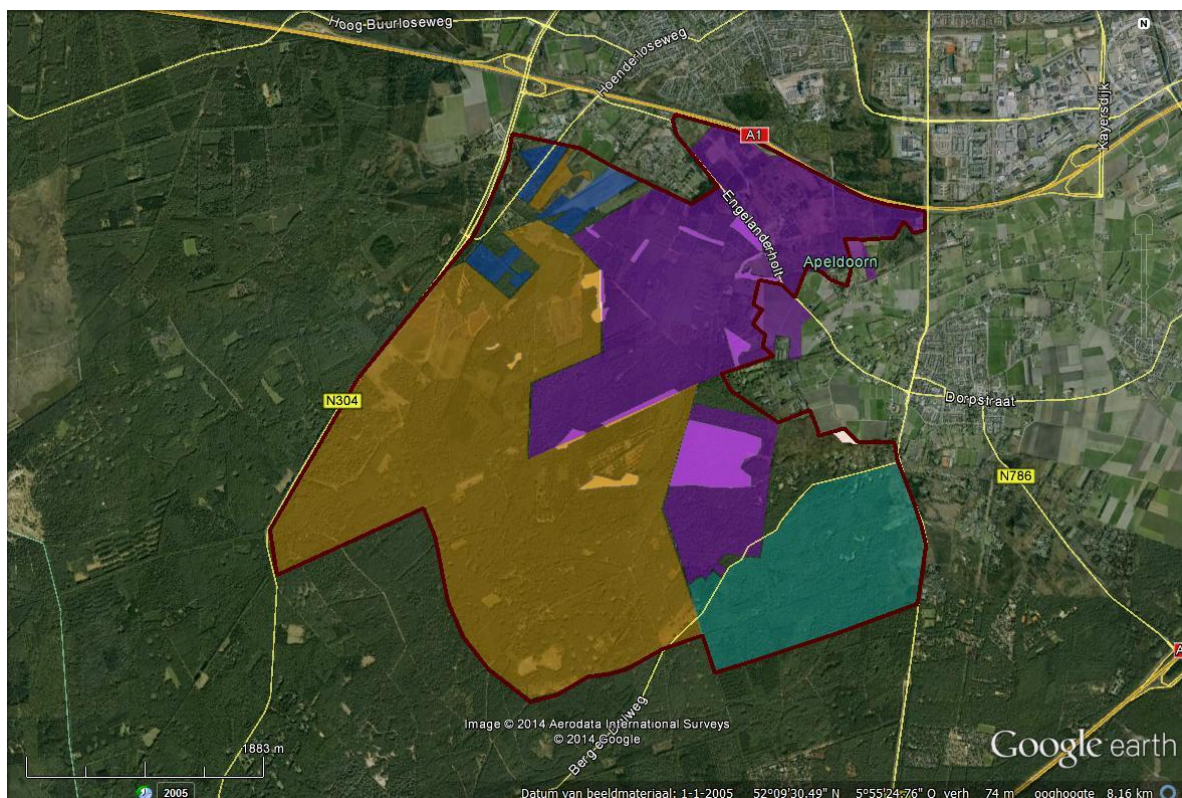 Hoog Buurloseweg
Hoenderloseweg
N
Kayersdijk
A1
Engelanderholt
Apeldoorn
N304
Dorpstraat
N786
A
Image © 2014 Aerodata International Surveys
© 2014 Google
1883 m
Google earth
2005
Datum van beeldmateriaal: 1-1-2005 52°09'30.49" N 5°55'24.76" O verh 74 m ooghoogte 8.16 km